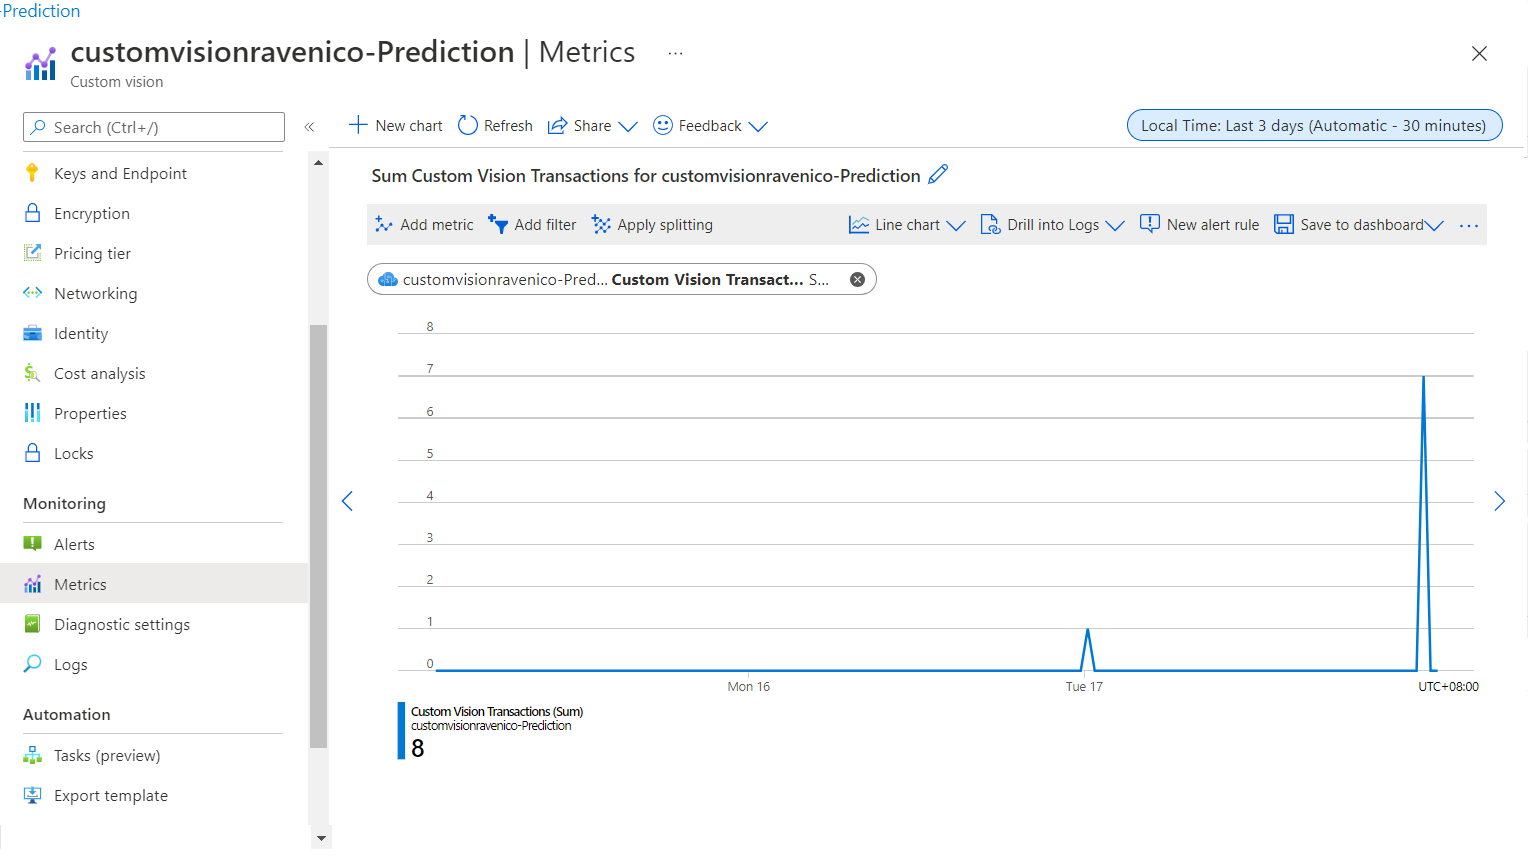 -Prediction
customvisionravenico-Prediction | Metrics ...
Custom vision
Search (Ctrl+/)
«
Keys and Endpoint
Encryption
Pricing tier
Networking
Identity
Cost analysis
Properties
Locks
Monitoring
Alerts
Metrics
Diagnostic settings
Logs
Automation
Tasks (preview)
Export template
New chart Refresh Share Feedback
Local Time: Last 3 days (Automatic - 30 minutes)
Sum Custom Vision Transactions for customvisionravenico-Prediction
Add metric Add filter Apply splitting Line chart Drill into Logs New alert rule Save to dashboard ...
customvisionravenico-Pred... Custom Vision Transact... S...
8
7
6
5
4
3
2
1
0
Mon 16 Tue 17 UTC+08:00
Custom Vision Transactions (Sum)
customvisionravenico-Prediction
8